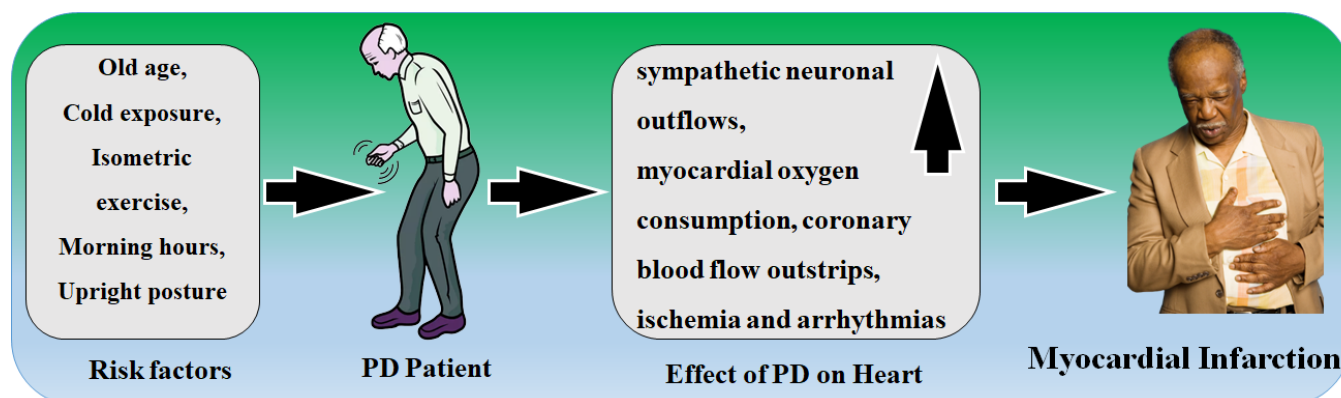 Old age,
Cold exposure,
Isometric
exercise,
Morning hours,
Upright posture
Risk factors
PD Patient
sympathetic neuronal
outflows,
myocardial oxygen
consumption, coronary
blood flow outstrips,
ischemia and arrhythmias
Effect of PD on Heart
Myocardial Infarction